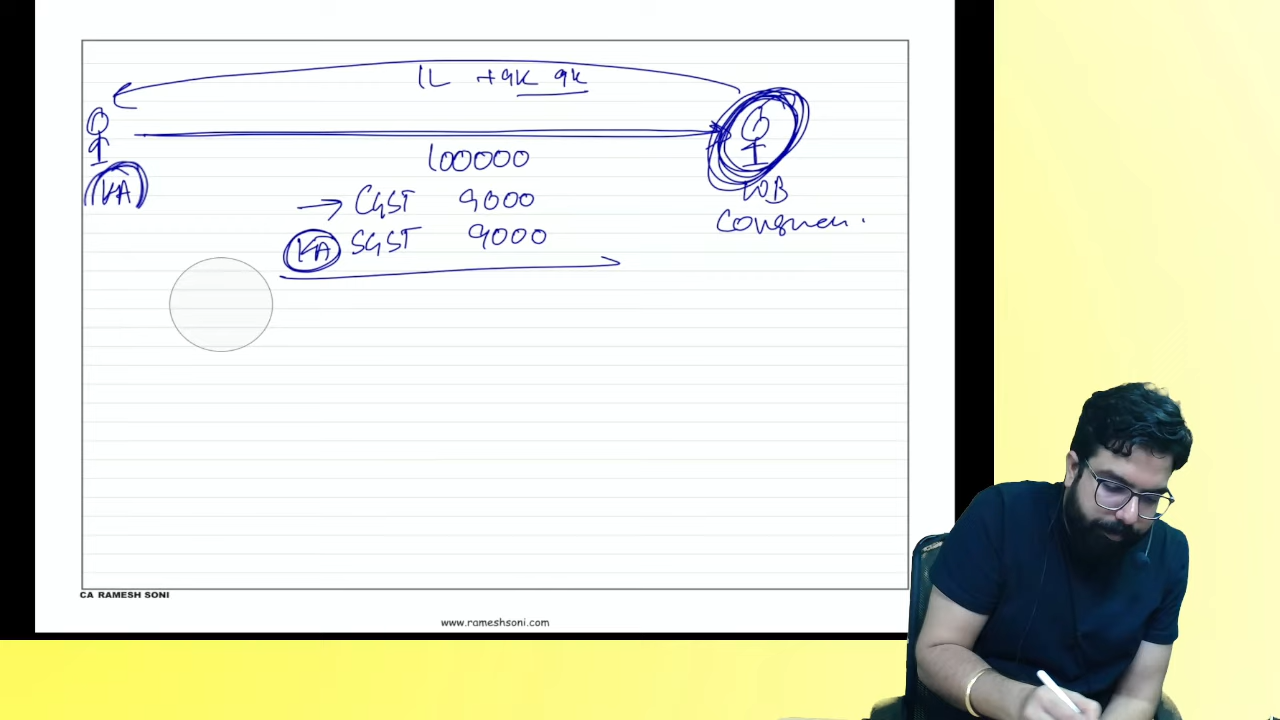 1L +9K 9K
100000
KA
CGST 9000
WB
KA SGST 9000
Consumer.
CA RAMESH SONI
www.rameshsoni.com